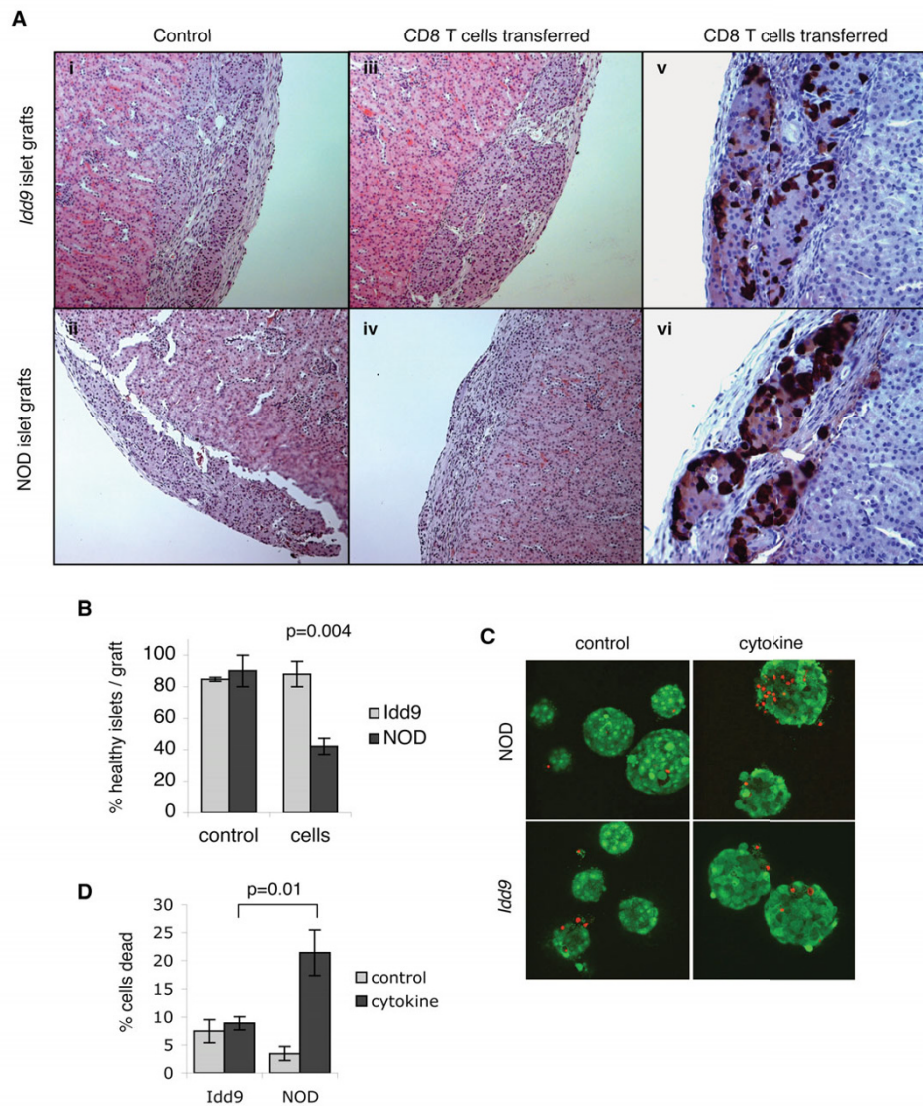 A
Control
CD8 T cells transferred
CD8 T cells transferred
Idd9 islet grafts
i
iii
v
NOD islet grafts
ii
iv
vi
B
p=0.004
% healthy islets / graft
100
80
60
40
20
0
control
cells
Idd9
NOD
C
control
cytokine
NOD
Idd9
D
p=0.01
% cells dead
30
25
20
15
10
5
0
Idd9
NOD
control
cytokine